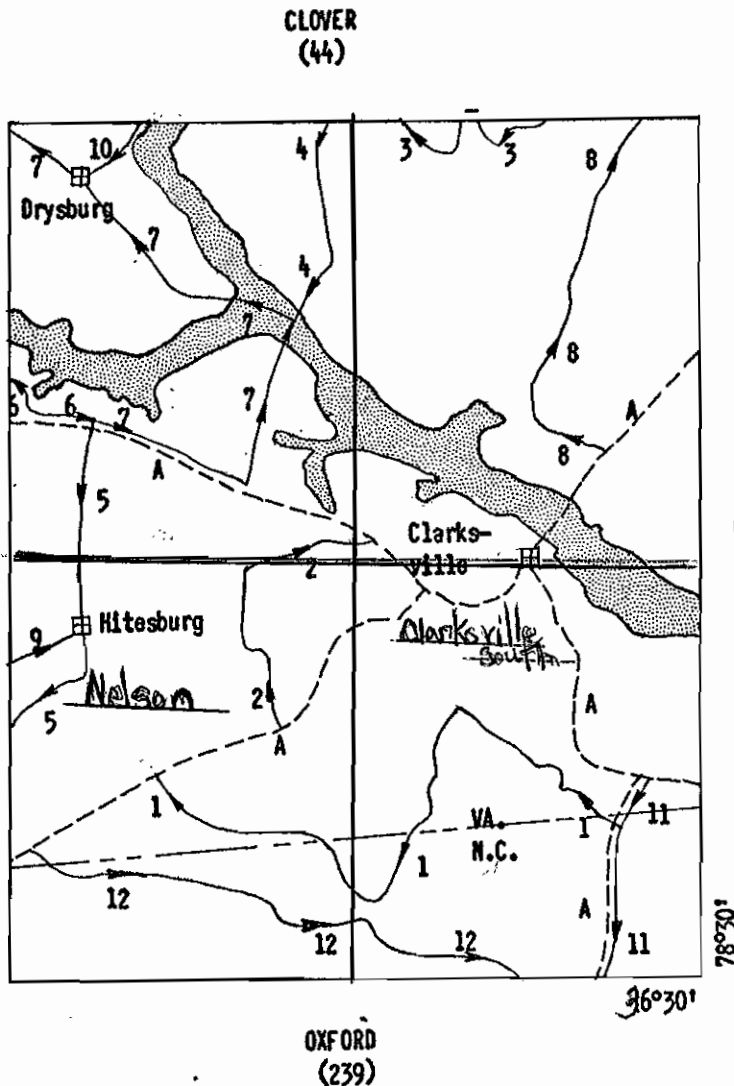 CLOVER
(44)
7
10
4
3
3
8
Drysburg
7
4
7
8
6
6
7
7
A
A
8
5
Clarks-
ville
2
Hitesburg
Clarksville
South
9
5
Nelson
2
A
A
1
VA.
N.C.
1
1
11
12
12
12
A
11
78°30'
36°30'
OXFORD
(239)